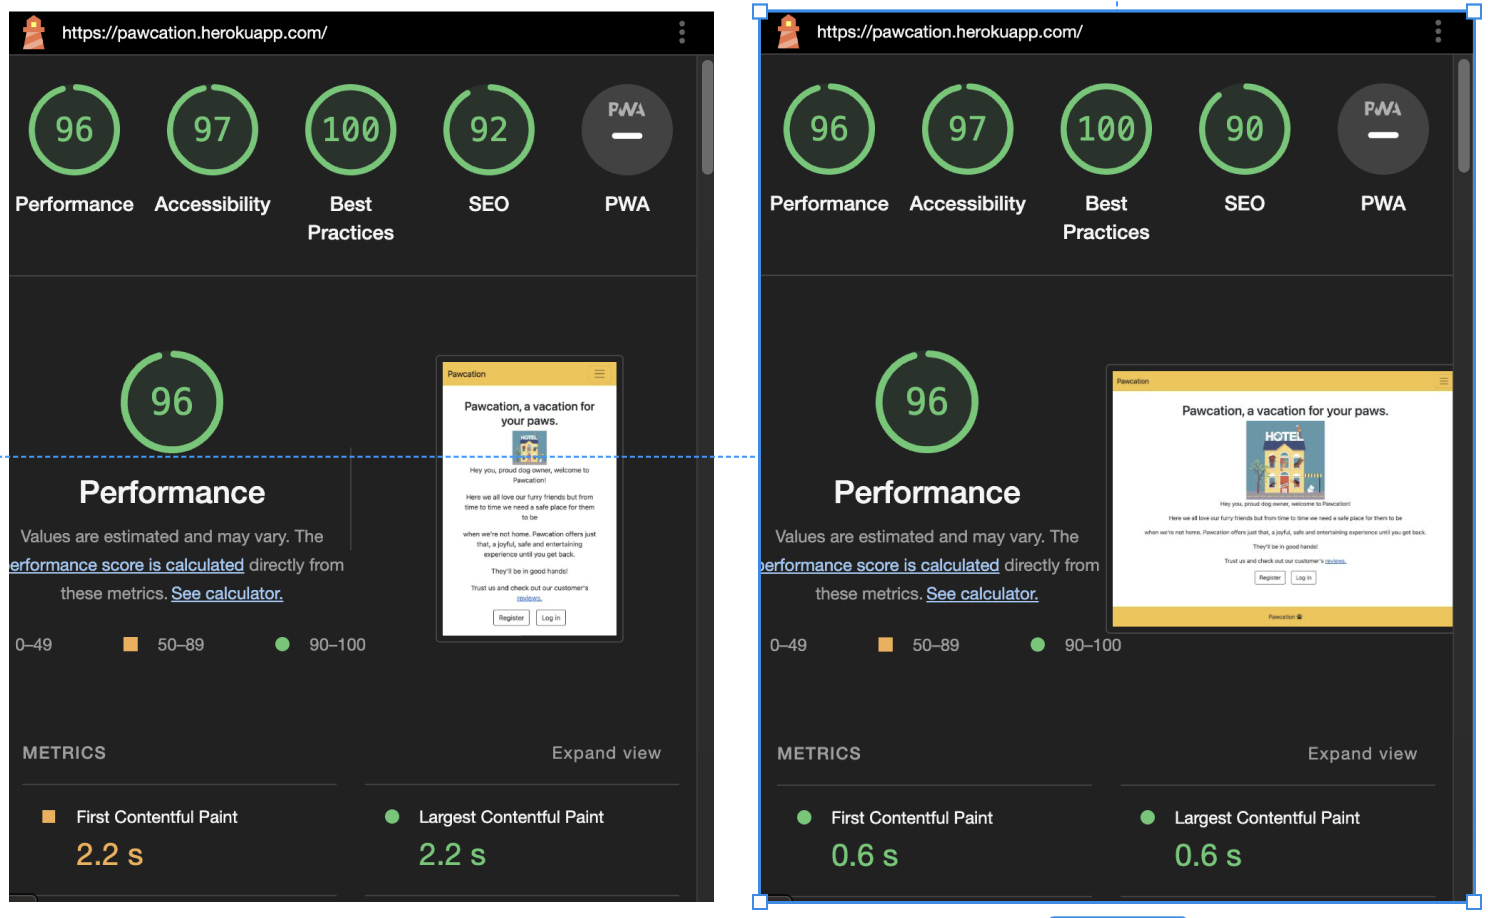 https://pawcation.herokuapp.com/
96
97
100
92
PWA
Performance
Accessibility
Best
Practices
SEO
PWA
96
Performance
Values are estimated and may vary. The
erformance score is calculated directly from
these metrics. See calculator.
0–49
50–89
90–100
Pawcation
Pawcation, a vacation for
your paws.
HOTEL
Hey you, proud dog owner, welcome to
Pawcation!
Here we all love our furry friends but from
time to time we need a safe place for them
to be
when we're not home. Pawcation offers just
that, a joyful, safe and entertaining
experience until you get back.
They'll be in good hands!
Trust us and check out our customer's
reviews.
Register
Log in
METRICS
Expand view
First Contentful Paint
2.2 s
Largest Contentful Paint
2.2 s
https://pawcation.herokuapp.com/
96
97
100
90
PWA
Performance
Accessibility
Best
Practices
SEO
PWA
96
Performance
Values are estimated and may vary. The
erformance score is calculated directly from
these metrics. See calculator.
0–49
50–89
90–100
Pawcation
Pawcation, a vacation for your paws.
HOTEL
Hey you, proud dog owner, welcome to Pawcation!
Here we all love our furry friends but from time to time we need a safe place for them to be
when we're not home. Pawcation offers just that, a joyful, safe and entertaining experience until you get back.
They'll be in good hands!
Trust us and check out our customer's reviews.
Register
Log in
Pawcation
METRICS
Expand view
First Contentful Paint
0.6 s
Largest Contentful Paint
0.6 s